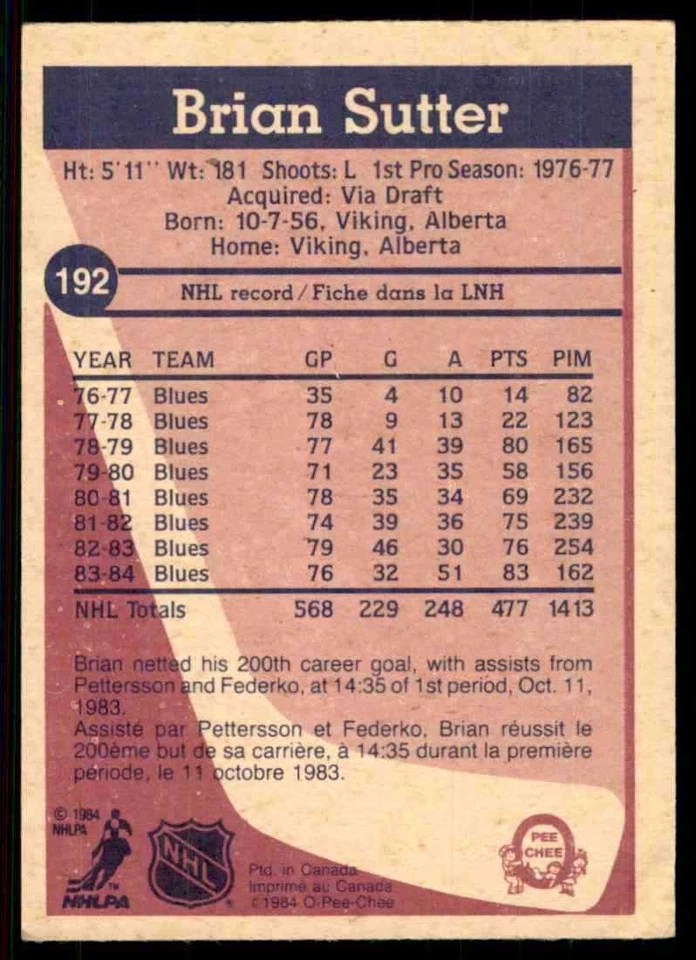 Brian Sutter
Ht: 5'11'' Wt: 181 Shoots: L 1st Pro Season: 1976-77
Acquired: Via Draft
Born: 10-7-56, Viking, Alberta
Home: Viking, Alberta
192
NHL record/Fiche dans la LNH
YEAR TEAM GP G A PTS PIM
76-77 Blues 35 4 10 14 82
77-78 Blues 78 9 13 22 123
78-79 Blues 77 41 39 80 165
79-80 Blues 71 23 35 58 156
80-81 Blues 78 35 34 69 232
81-82 Blues 74 39 36 75 239
82-83 Blues 79 46 30 76 254
83-84 Blues 76 32 51 83 162
NHL Totals 568 229 248 477 1413
Brian netted his 200th career goal, with assists from
Pettersson and Federko, at 14:35 of 1st period, Oct. 11,
1983.
Assisté par Pettersson et Federko, Brian réussit le
200ème but de sa carrière, à 14:35 durant la première
période, le 11 octobre 1983.
© 1984
NHLPA
NHLPA
TM
NHL
Ptd. in Canada
Imprimé au Canada
©1984 O-Pee-Chee
PEE
CHEE